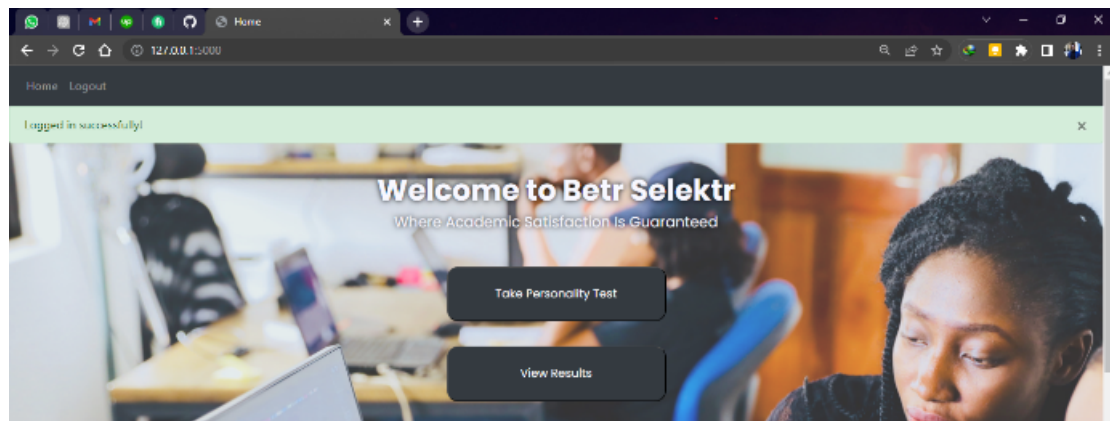 Home
127.0.0.1:5000
Home Logout
Logged in successfully!
Welcome to Betr Selektr
Where Academic Satisfaction Is Guaranteed
Take Personality Test
View Results